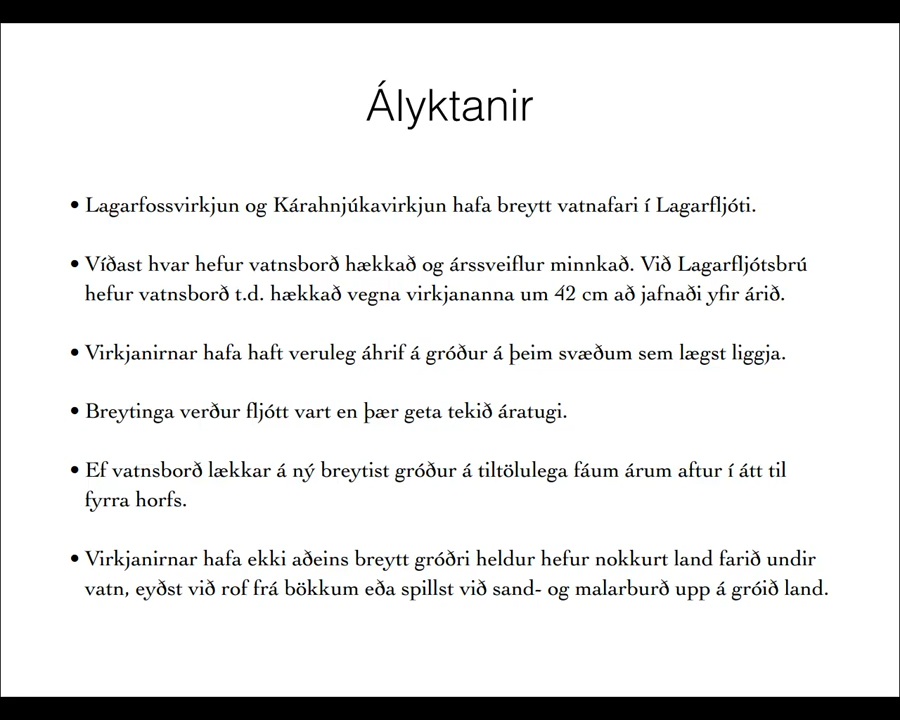 Ályktanir
• Lagarfossvirkjun og Kárahnjúkavirkjun hafa breytt vatnafari í Lagarfljóti.
• Víðast hvar hefur vatnsborð hækkað og árssveiflur minnkað. Við Lagarfljótsbrú
hefur vatnsborð t.d. hækkað vegna virkjananna um 42 cm að jafnaði yfir árið.
• Virkjanirnar hafa haft veruleg áhrif á gróður á þeim svæðum sem lægst liggja.
• Breytinga verður fljótt vart en þær geta tekið áratugi.
• Ef vatnsborð lækkar á ný breytist gróður á tiltölulega fáum árum aftur í átt til
fyrra horfs.
• Virkjanirnar hafa ekki aðeins breytt gróðri heldur hefur nokkurt land farið undir
vatn, eyðst við rof frá bökkum eða spillst við sand- og malarburð upp á gróið land.